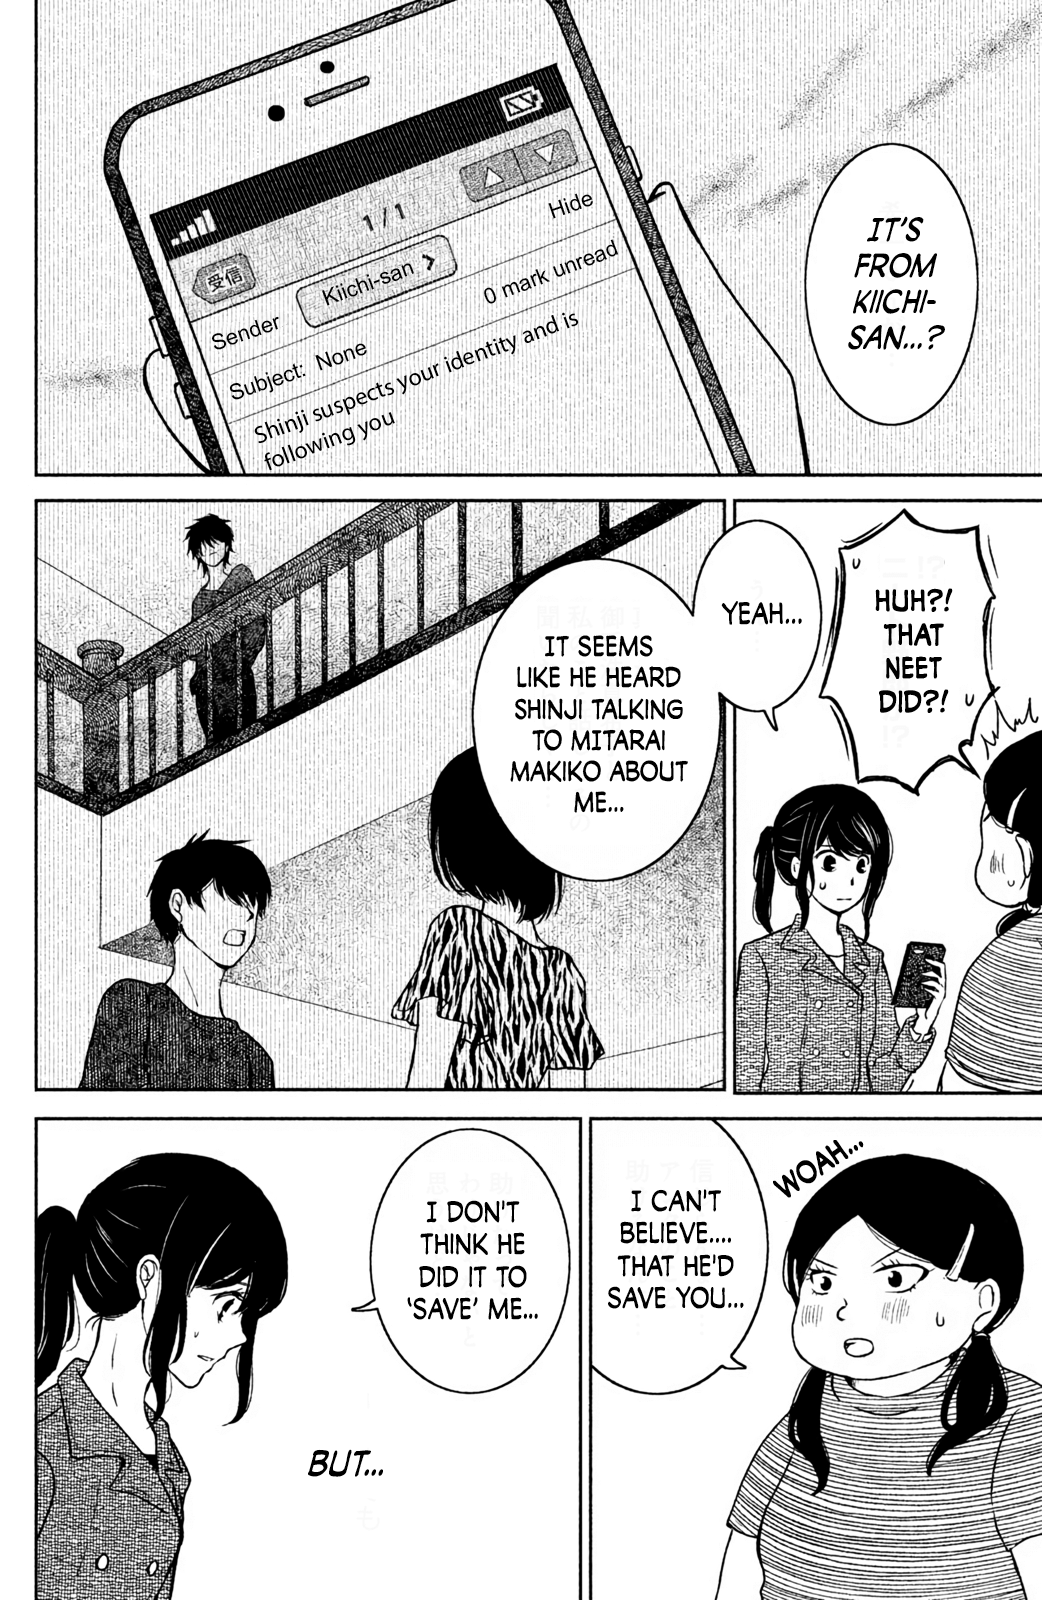 IT'S
FROM
KIICHI-
SAN...?
1/1
受信
Kiichi-san
Hide
Sender
0 mark unread
Subject: None
Shinji suspects your identity and is
following you
HUH?!
THAT
NEET
DID?!
YEAH...
IT SEEMS
LIKE HE HEARD
SHINJI TALKING
TO MITARAI
MAKIKO ABOUT
ME...
WOAH...
I CAN'T
BELIEVE....
THAT HE'D
SAVE YOU...
I DON'T
THINK HE
DID IT TO
'SAVE' ME...
BUT...